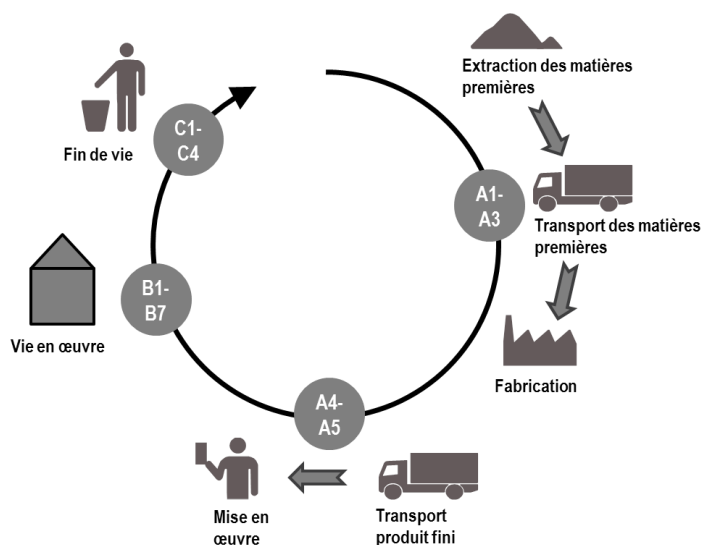 Extraction des matières
premières
A1-
A3
Transport des matières
premières
Fabrication
A4-
A5
Transport
produit fini
Mise en
œuvre
B1-
B7
Vie en œuvre
C1-
C4
Fin de vie